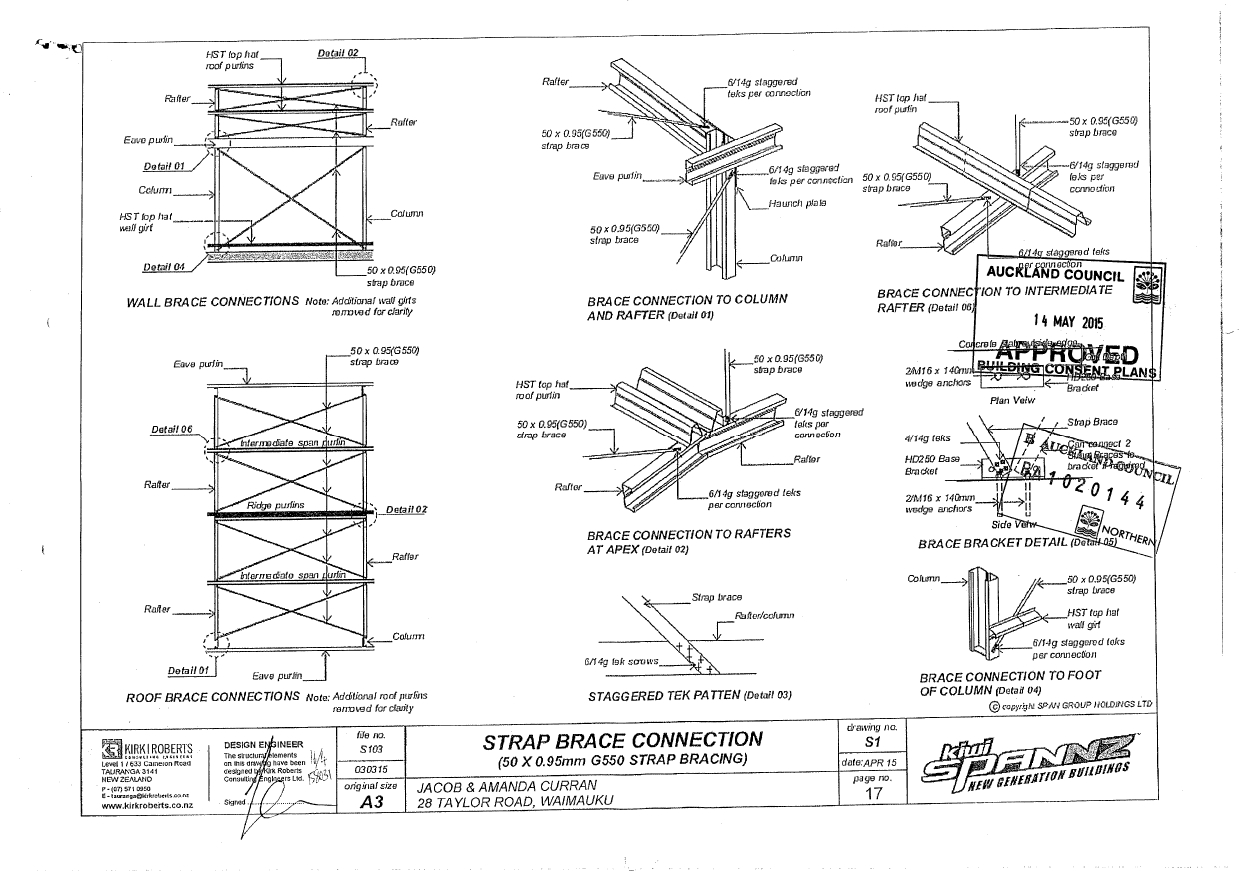 HST top hat
roof purlins
Detail 02
Rafter
Rafter
Eave purlin
Detail 01
Column
HST top hat
wall girt
Column
Detail 04
50 x 0.95(G550)
strap brace
WALL BRACE CONNECTIONS Note: Additional wall girts
removed for clarity
Rafter
6/14g staggered
teks per connection
50 x 0.95(G550)
strap brace
Eave purlin
6/14g staggered
teks per connection
Haunch plate
50 x 0.95(G550)
strap brace
Column
BRACE CONNECTION TO COLUMN
AND RAFTER (Detail 01)
HST top hat
roof purlin
50 x 0.95(G550)
strap brace
6/14g staggered
teks per
connection
50 x 0.95(G550)
strap brace
Rafter
6/14g staggered teks
per connection
BRACE CONNECTION TO INTERMEDIATE
RAFTER (Detail 06)
AUCKLAND COUNCIL
14 MAY 2015
APPROVED
BUILDING CONSENT PLANS
Eave purlin
50 x 0.95(G550)
strap brace
Detail 06
Intermediate span purlin
Rafter
Ridge purlins
Detail 02
Rafter
Intermediate span purlin
Rafter
Column
Detail 01
Eave purlin
ROOF BRACE CONNECTIONS Note: Additional roof purlins
removed for clarity
50 x 0.95(G550)
strap brace
HST top hat
roof purlin
50 x 0.95(G550)
strap brace
6/14g staggered
teks per
connection
Rafter
Rafter
6/14g staggered teks
per connection
BRACE CONNECTION TO RAFTERS
AT APEX (Detail 02)
Strap brace
Rafter/column
6/14g tek screws
STAGGERED TEK PATTEN (Detail 03)
Concrete slab outside edge
2/M16 x 140mm
wedge anchors
HD250 Base
Bracket
Plan Veiw
Strap Brace
4/14g teks
Can connect 2
Strap Braces to
bracket if required
HD250 Base
Bracket
2/M16 x 140mm
wedge anchors
Side Veiw
AUCKLAND COUNCIL
1020144
NORTHERN
BRACE BRACKET DETAIL (Detail 05)
Column
50 x 0.95(G550)
strap brace
HST top hat
wall girt
6/14g staggered teks
per connection
BRACE CONNECTION TO FOOT
OF COLUMN (Detail 04)
© copyright SPAN GROUP HOLDINGS LTD
KIRK ROBERTS
CONSULTING ENGINEERS
Level 1 / 633 Cameron Road
TAURANGA 3141
NEW ZEALAND
P - (07) 571 0950
E - tauranga@kirkroberts.co.nz
www.kirkroberts.co.nz
DESIGN ENGINEER
The structural elements
on this drawing have been
designed by Kirk Roberts
Consulting Engineers Ltd.
Signed
file no.
S103
030315
original size
A3
STRAP BRACE CONNECTION
(50 X 0.95mm G550 STRAP BRACING)
JACOB & AMANDA CURRAN
28 TAYLOR ROAD, WAIMAUKU
drawing no.
S1
date: APR 15
page no.
17
Kiwi
SPANNZ
NEW GENERATION BUILDINGS